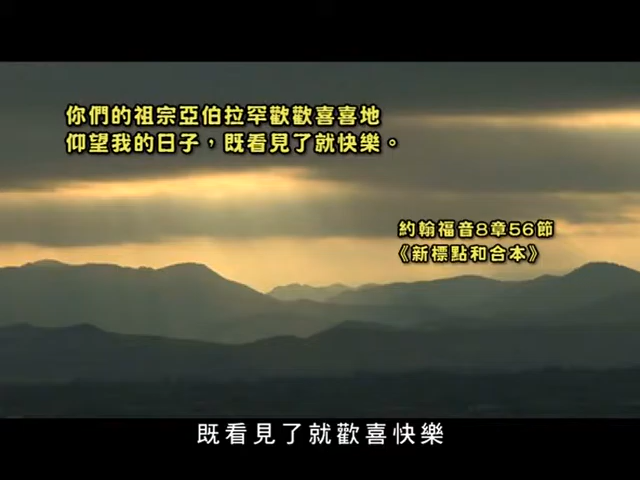 你們的祖宗亞伯拉罕歡歡喜喜地
仰望我的日子，既看見了就快樂。
約翰福音8章56節
《新標點和合本》
既看見了就歡喜快樂